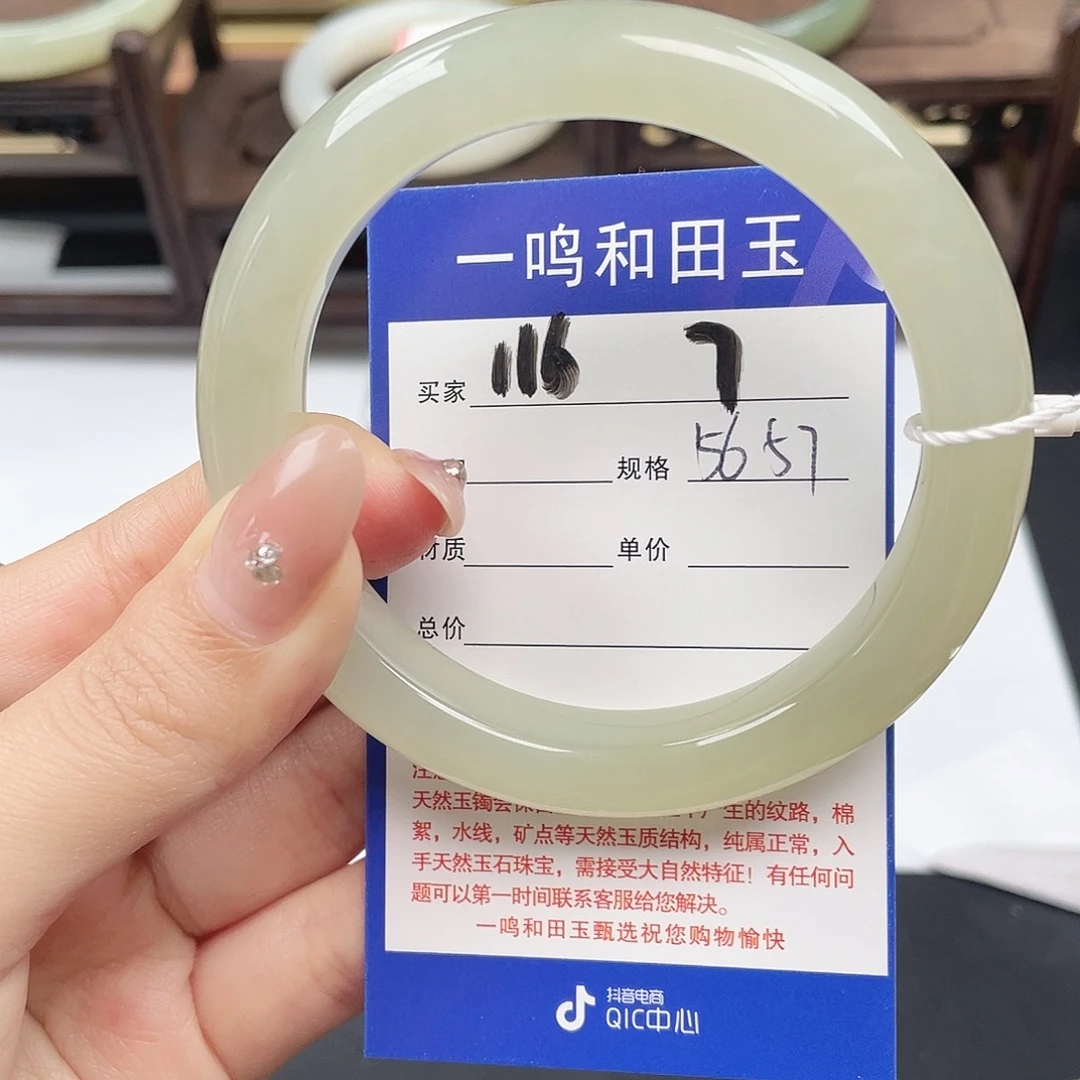 一鸣和田玉
买家 116 7
规格 56 57
材质 单价
总价
天然玉镯会 生的纹路，棉
絮，水线，矿点等天然玉质结构，纯属正常，入
手天然玉石珠宝，需接受大自然特征！有任何问
题可以第一时间联系客服给您解决。
一鸣和田玉甄选祝您购物愉快
抖音电商
QIC中心